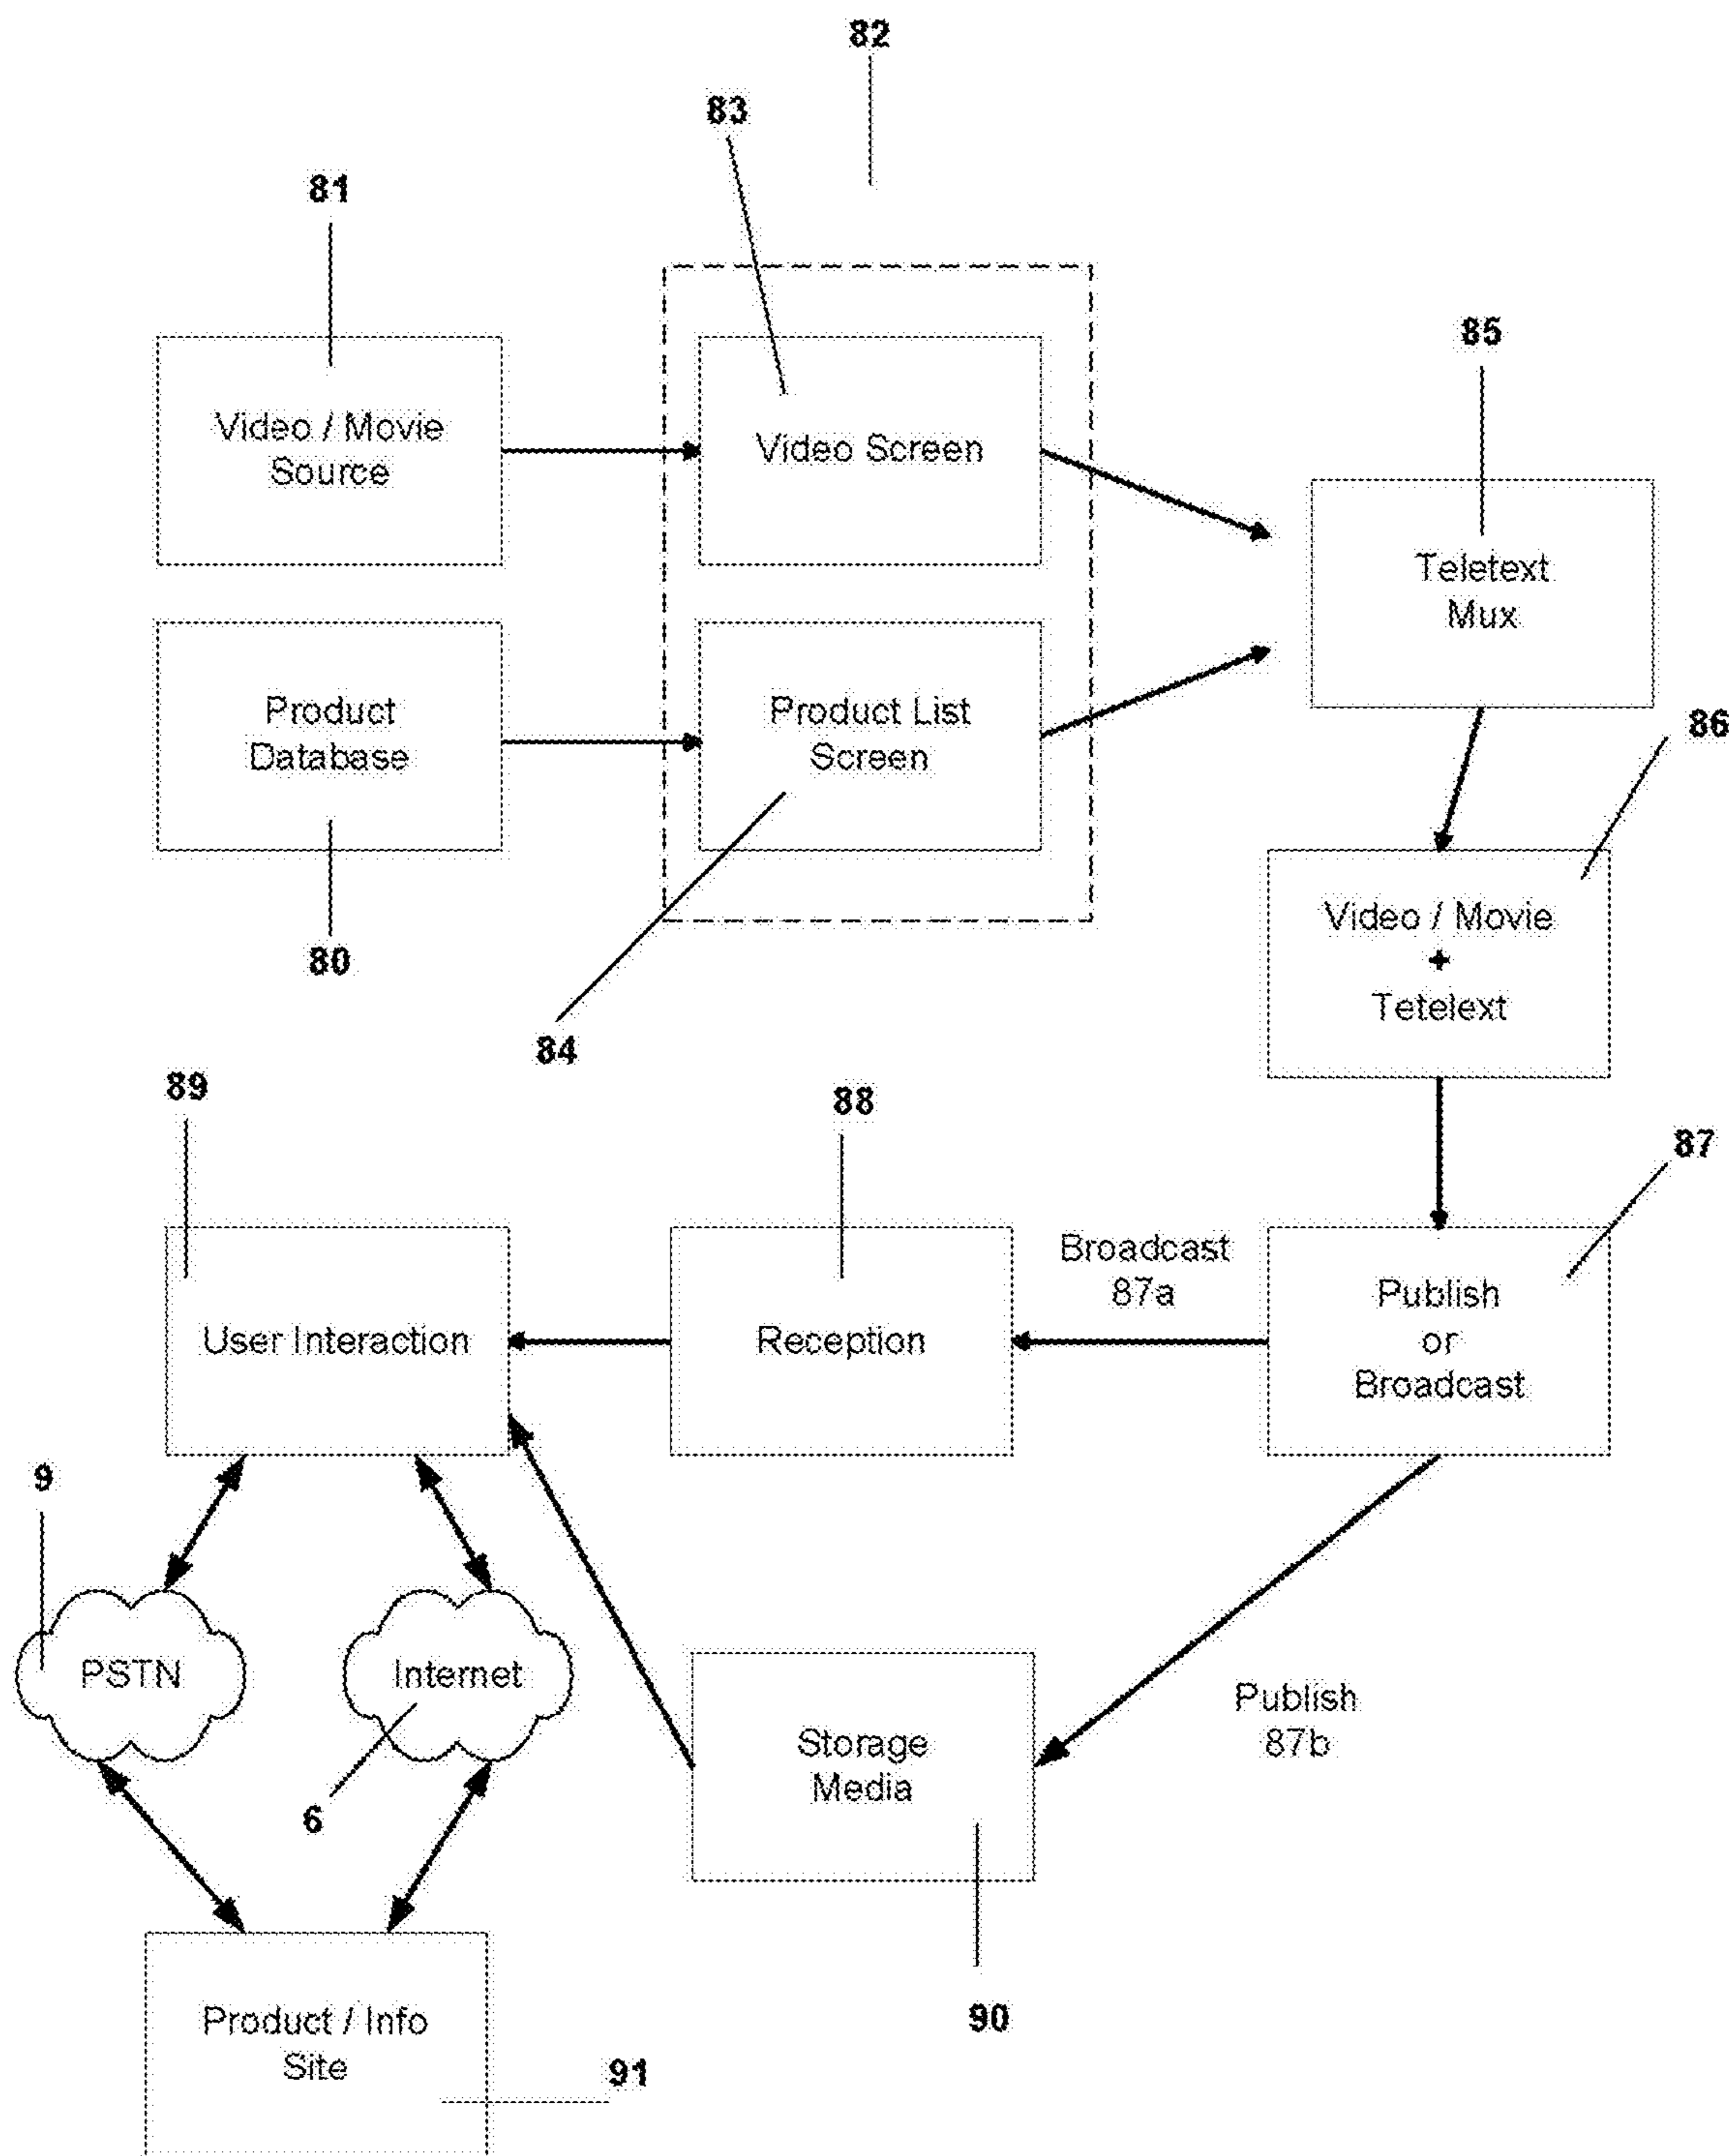 82
83
81
85
Video / Movie
Source
Video Screen
Teletext
Mux
Product
Database
Product List
Screen
86
80
84
Video / Movie
+
Tetelext
89
88
87
Broadcast
87a
User Interaction
Reception
Publish
or
Broadcast
9
PSTN
Internet
6
Storage
Media
Publish
87b
90
Product / Info
Site
91